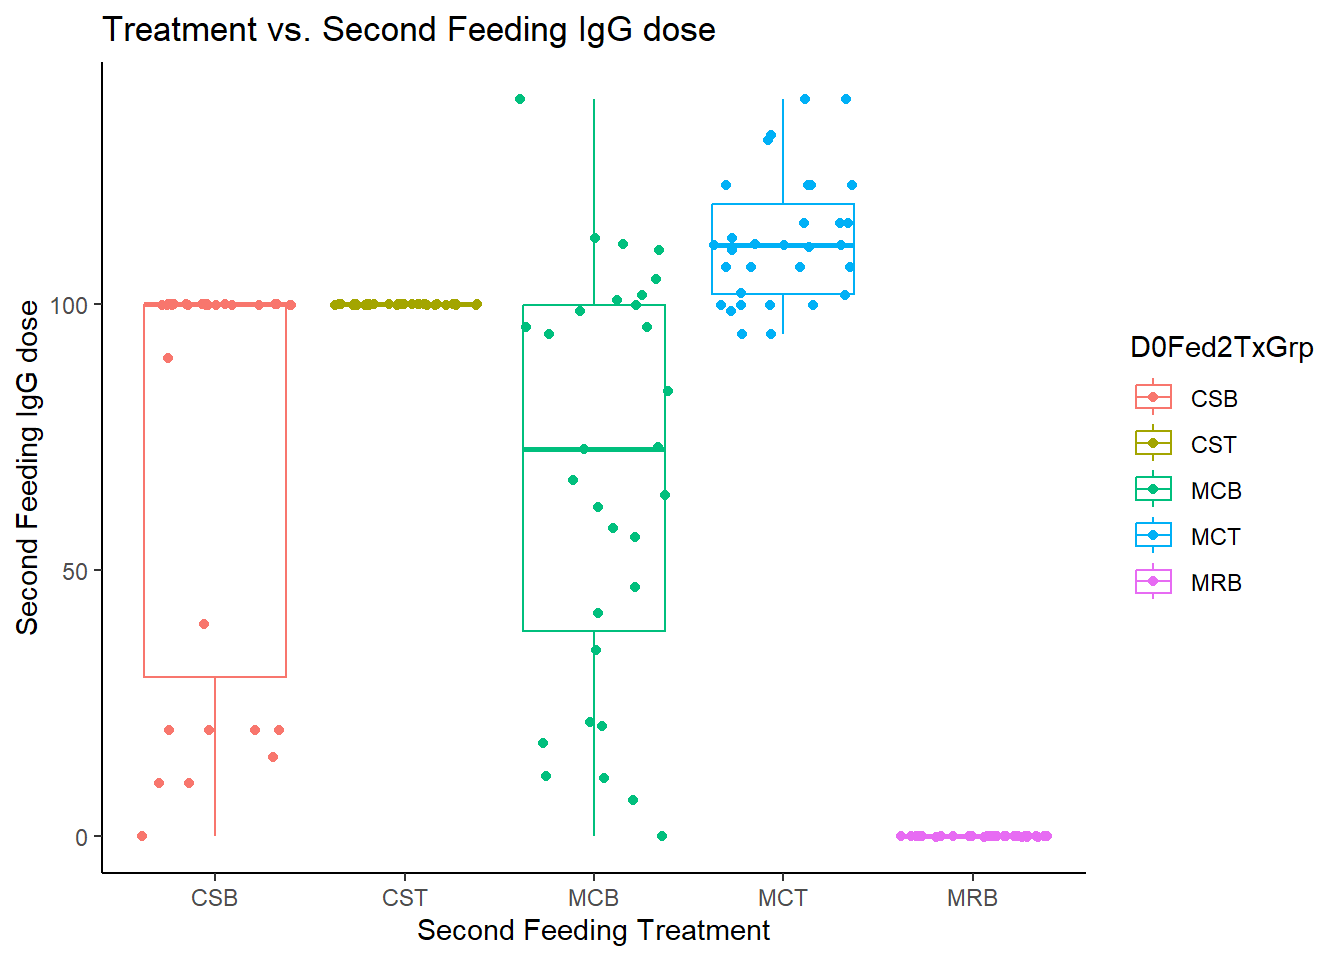 Treatment vs. Second Feeding IgG dose
Second Feeding IgG dose
100
50
0
CSB CST MCB MCT MRB
Second Feeding Treatment
D0Fed2TxGrp
CSB
CST
MCB
MCT
MRB